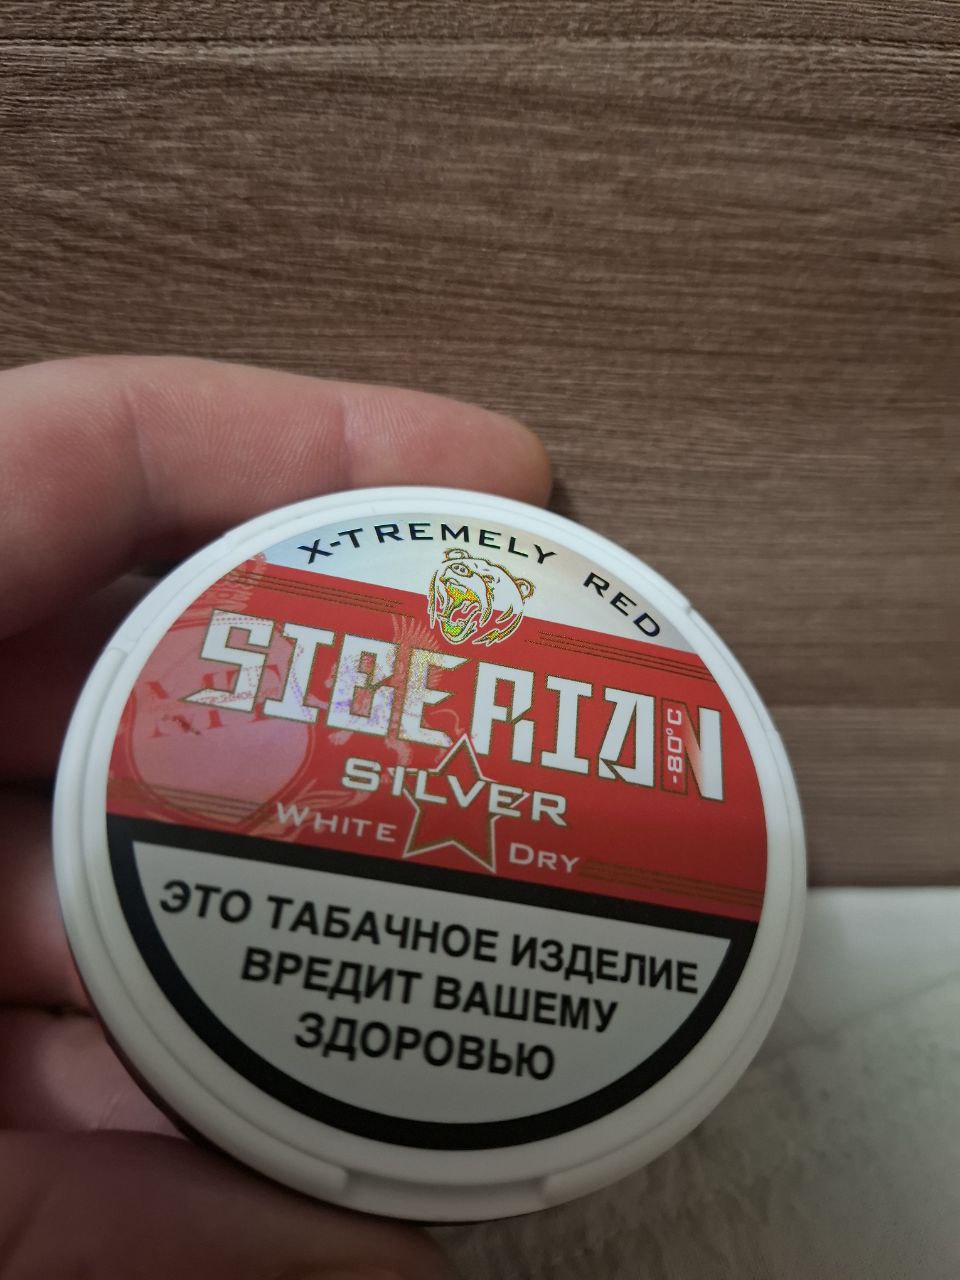 X-TREMELY RED
SIBERIAN
-80°C
SILVER
WHITE DRY
ЭТО ТАБАЧНОЕ ИЗДЕЛИЕ
ВРЕДИТ ВАШЕМУ
ЗДОРОВЬЮ